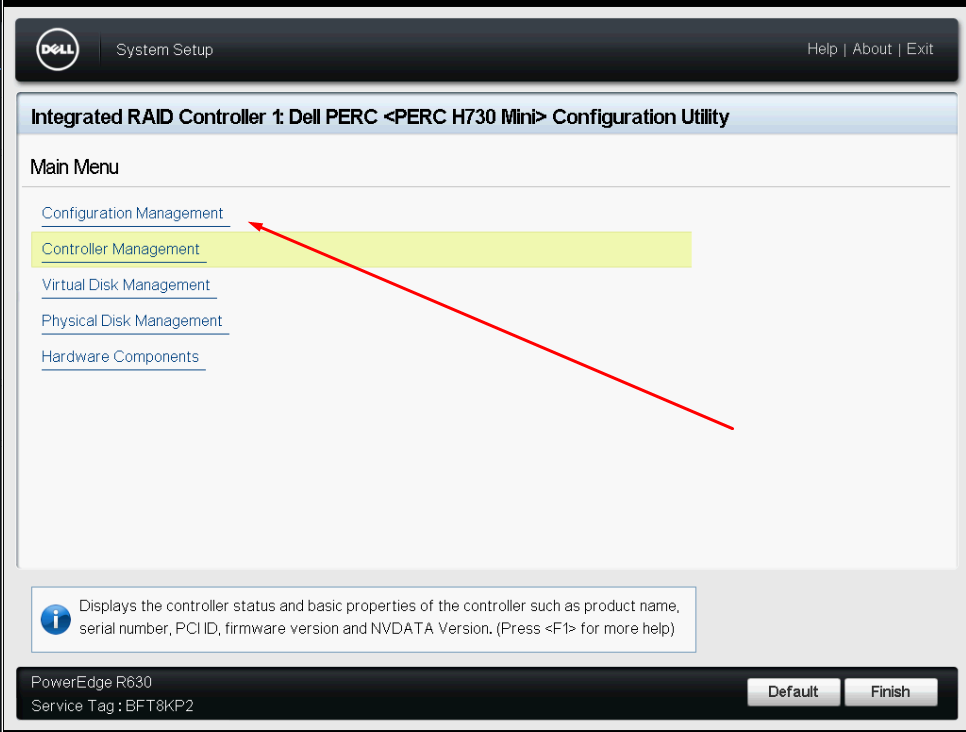 DELL
System Setup
Help | About | Exit
Integrated RAID Controller 1: Dell PERC <PERC H730 Mini> Configuration Utility
Main Menu
Configuration Management
Controller Management
Virtual Disk Management
Physical Disk Management
Hardware Components
Displays the controller status and basic properties of the controller such as product name,
serial number, PCI ID, firmware version and NVDATA Version. (Press <F1> for more help)
PowerEdge R630
Service Tag : BFT8KP2
Default
Finish